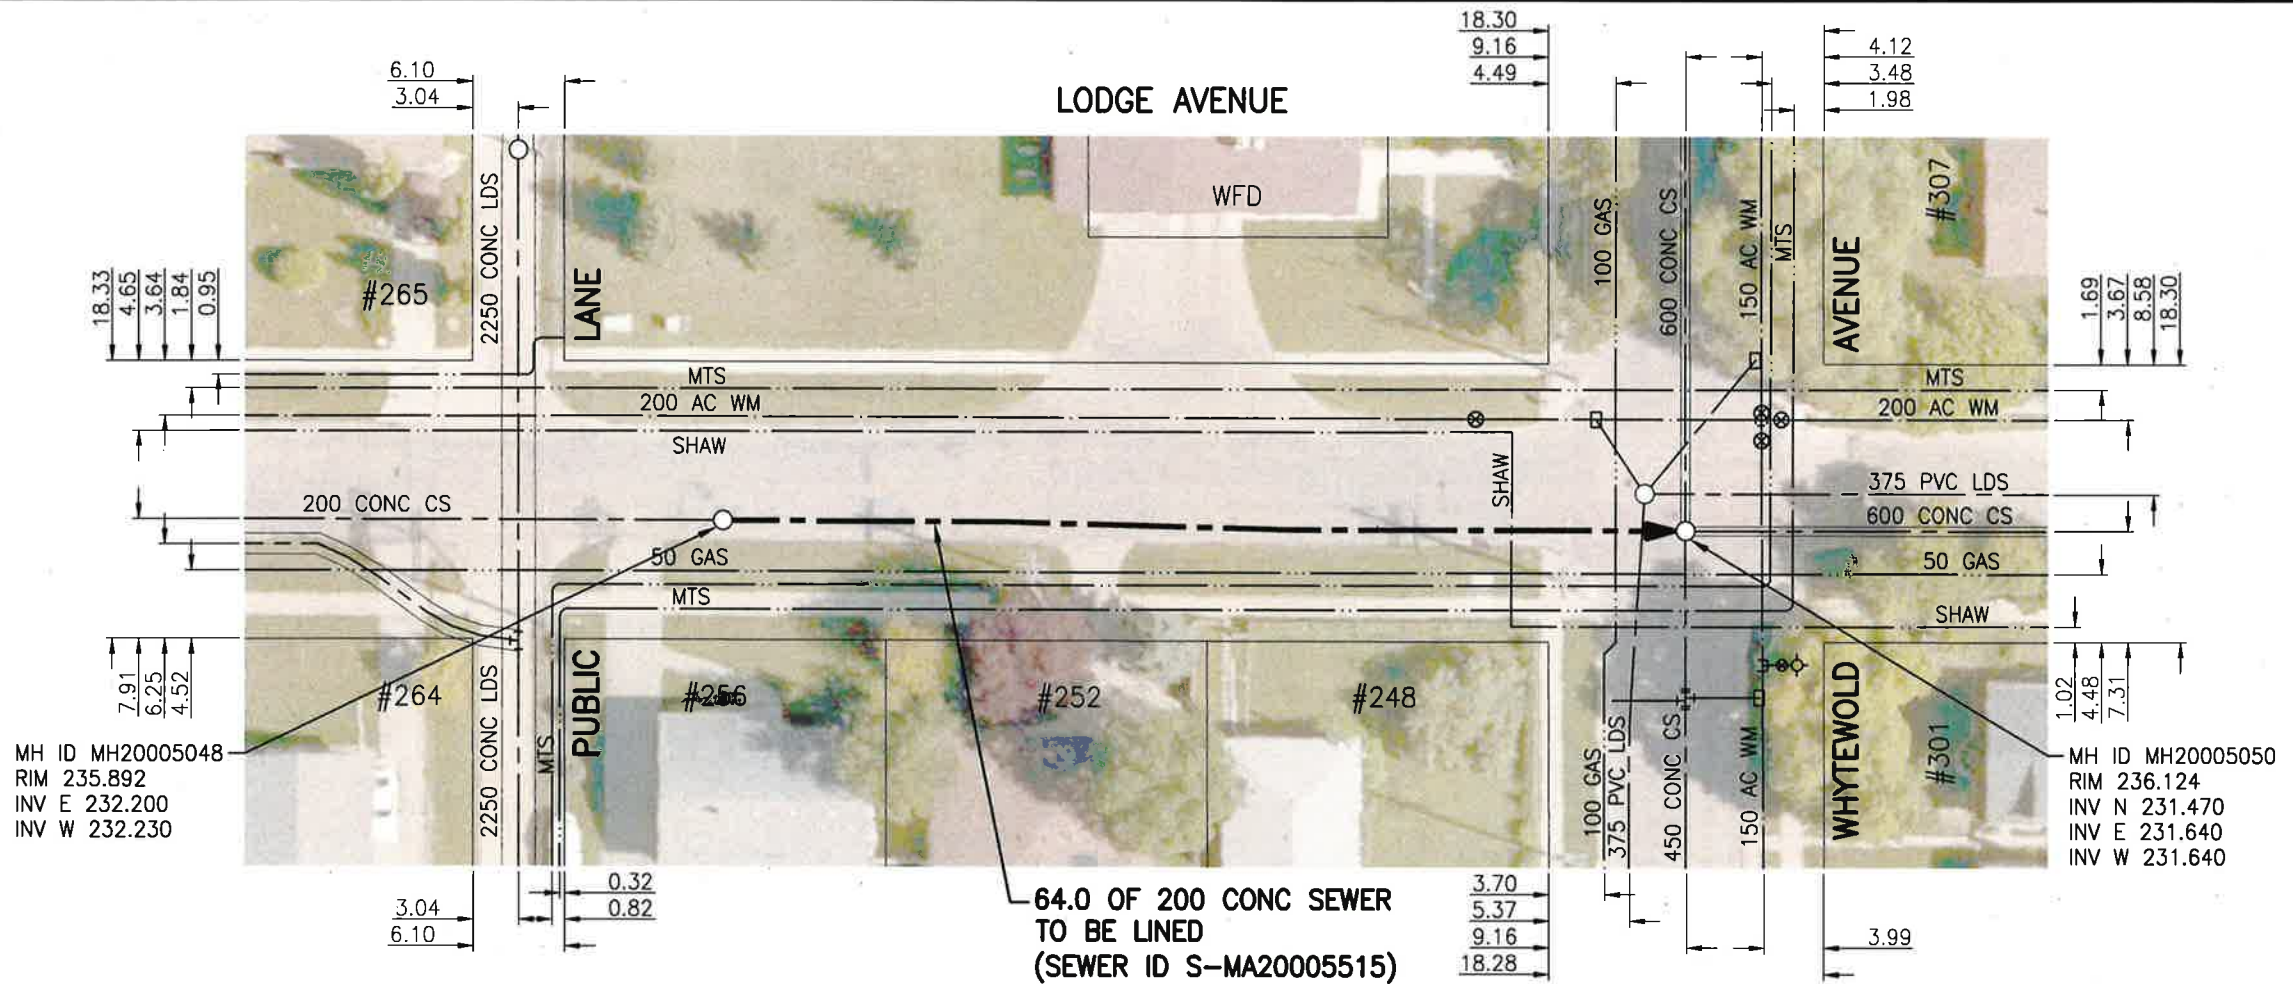 18.30
9.16
4.49
4.12
3.48
1.98
6.10
3.04
LODGE AVENUE
WFD
#307
2250 CONC LDS
100 GAS
600 CONC CS
150 AC WM
MTS
#265
LANE
AVENUE
18.33
4.65
3.64
1.84
0.95
1.69
3.67
8.58
18.30
MTS
200 AC WM
SHAW
MTS
200 AC WM
SHAW
200 CONC CS
375 PVC LDS
600 CONC CS
50 GAS
50 GAS
MTS
SHAW
7.91
6.25
4.52
1.02
4.48
7.31
#264
PUBLIC
#256
#252
#248
WHYTEWOLD
#301
2250 CONC LDS
MTS
100 GAS
375 PVC LDS
450 CONC CS
150 AC WM
MH ID MH20005048
RIM 235.892
INV E 232.200
INV W 232.230
MH ID MH20005050
RIM 236.124
INV N 231.470
INV E 231.640
INV W 231.640
0.32
0.82
3.04
6.10
64.0 OF 200 CONC SEWER
TO BE LINED
(SEWER ID S-MA20005515)
3.70
5.37
9.16
18.28
3.99